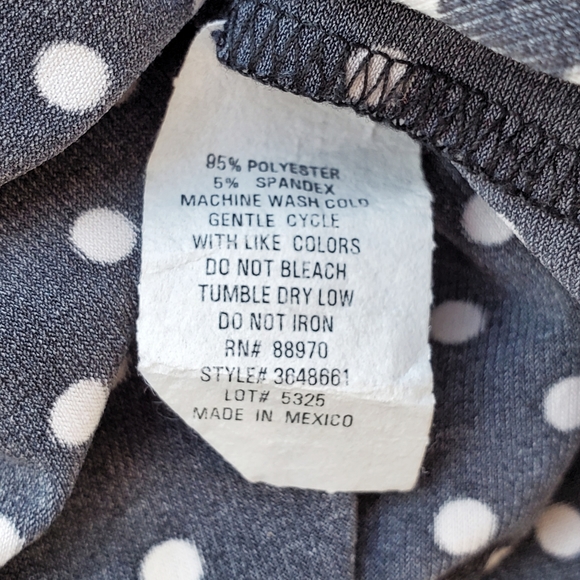 95% POLYESTER
5% SPANDEX
MACHINE WASH COLD
GENTLE CYCLE
WITH LIKE COLORS
DO NOT BLEACH
TUMBLE DRY LOW
DO NOT IRON
RN# 88970
STYLE# 3648661
LOT# 5325
MADE IN MEXICO